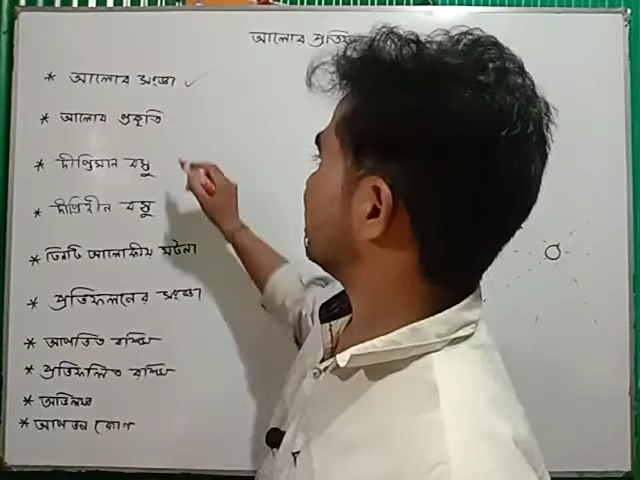 আলোর প্রতিফ
* আলোর সংজ্ঞা ✓
* আলোর প্রকৃতি
* দীপ্তিমান বস্তু
* দীপ্তিহীন বস্তু
* তিনটি আলোকীয় ঘটনা
* প্রতিফলনের সংজ্ঞা
* আপতিত রশ্মি
* প্রতিফলিত রশ্মি
* অভিলম্ব
* আপতন কোণ